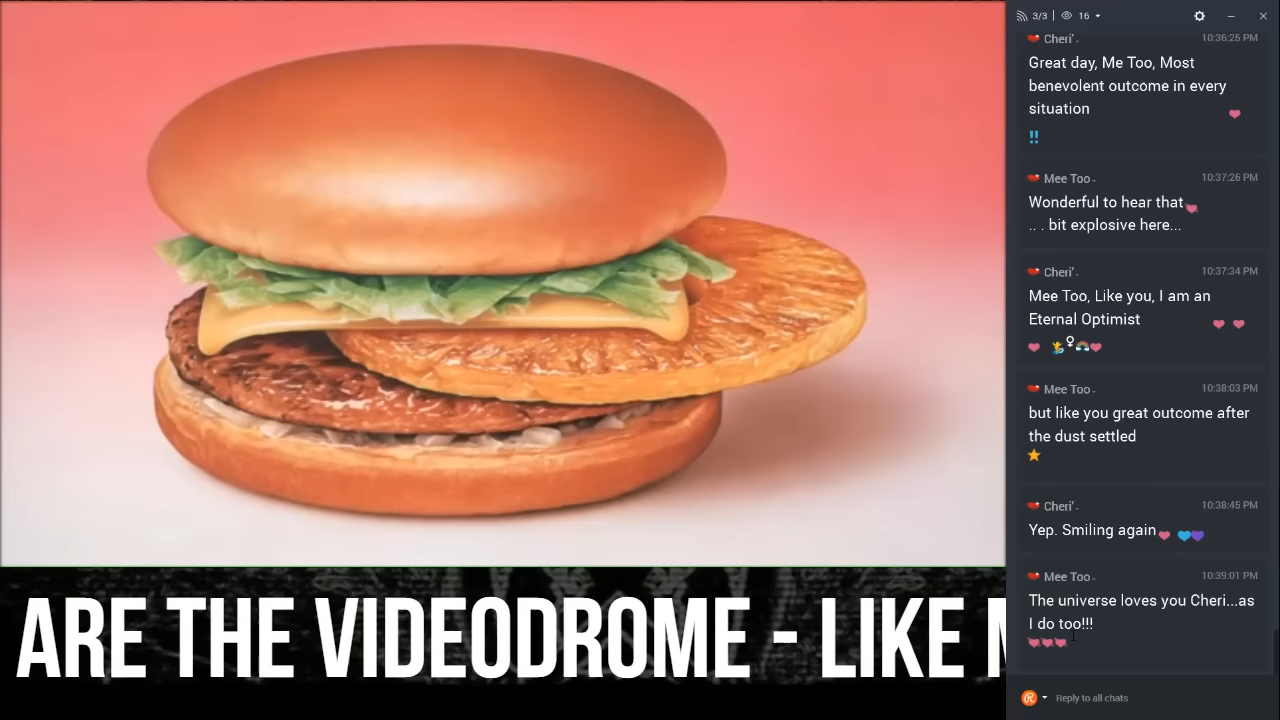 ARE THE VIDEODROME - LIKE
3/3 16
Cheri' 10:36:25 PM
Great day, Me Too, Most
benevolent outcome in every
situation
!!
Mee Too 10:37:26 PM
Wonderful to hear that
.. . bit explosive here...
Cheri' 10:37:34 PM
Mee Too, Like you, I am an
Eternal Optimist
Mee Too 10:38:03 PM
but like you great outcome after
the dust settled
Cheri' 10:38:45 PM
Yep. Smiling again
Mee Too 10:39:01 PM
The universe loves you Cheri...as
I do too!!!
Reply to all chats